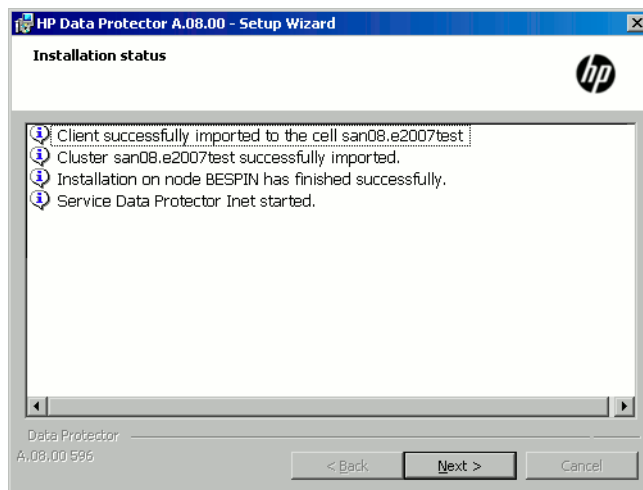 HP Data Protector A.08.00 - Setup Wizard
Installation status
hp
Client successfully imported to the cell san08.e2007test
Cluster san08.e2007test successfully imported.
Installation on node BESPIN has finished successfully.
Service Data Protector Inet started.
Data Protector
A.08.00 596
< Back
Next >
Cancel